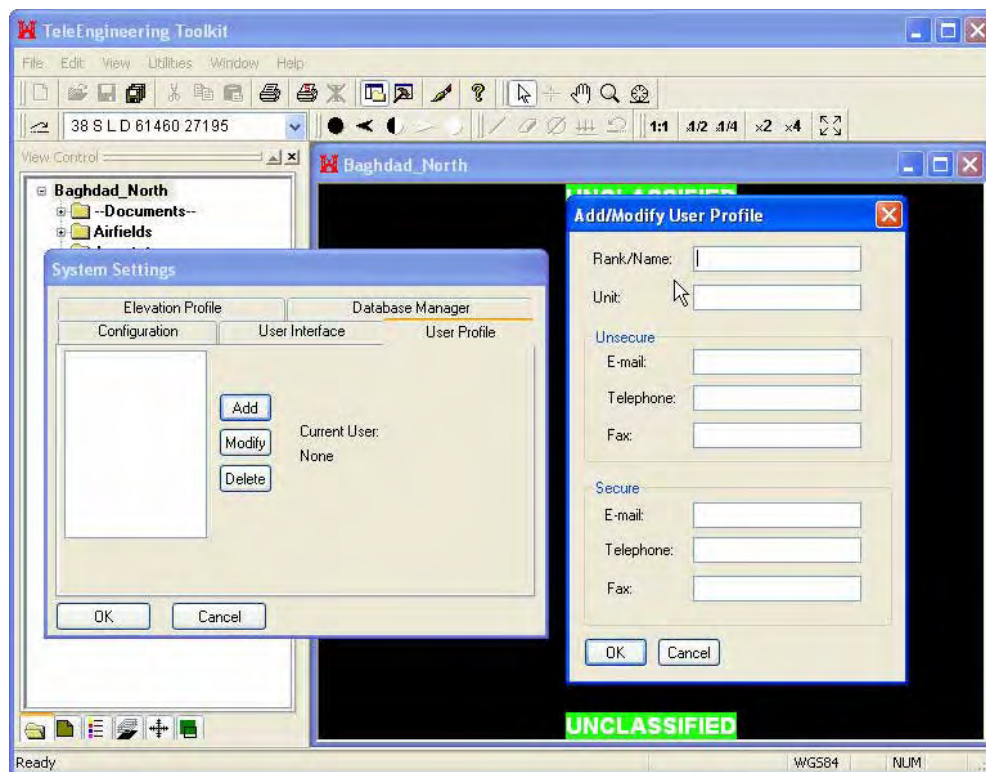 TeleEngineering Toolkit
File Edit View Utilities Window Help
38 S L D 61460 27195
1:1 1/2 1/4 x2 x4
View Control
Baghdad_North
Baghdad_North
--Documents--
Airfields
UNCLASSIFIED
System Settings
Elevation Profile Database Manager
Configuration User Interface User Profile
Add
Modify
Delete
Current User:
None
OK Cancel
Add/Modify User Profile
Rank/Name:
Unit:
Unsecure
E-mail:
Telephone:
Fax:
Secure
E-mail:
Telephone:
Fax:
OK Cancel
UNCLASSIFIED
Ready WGS84 NUM